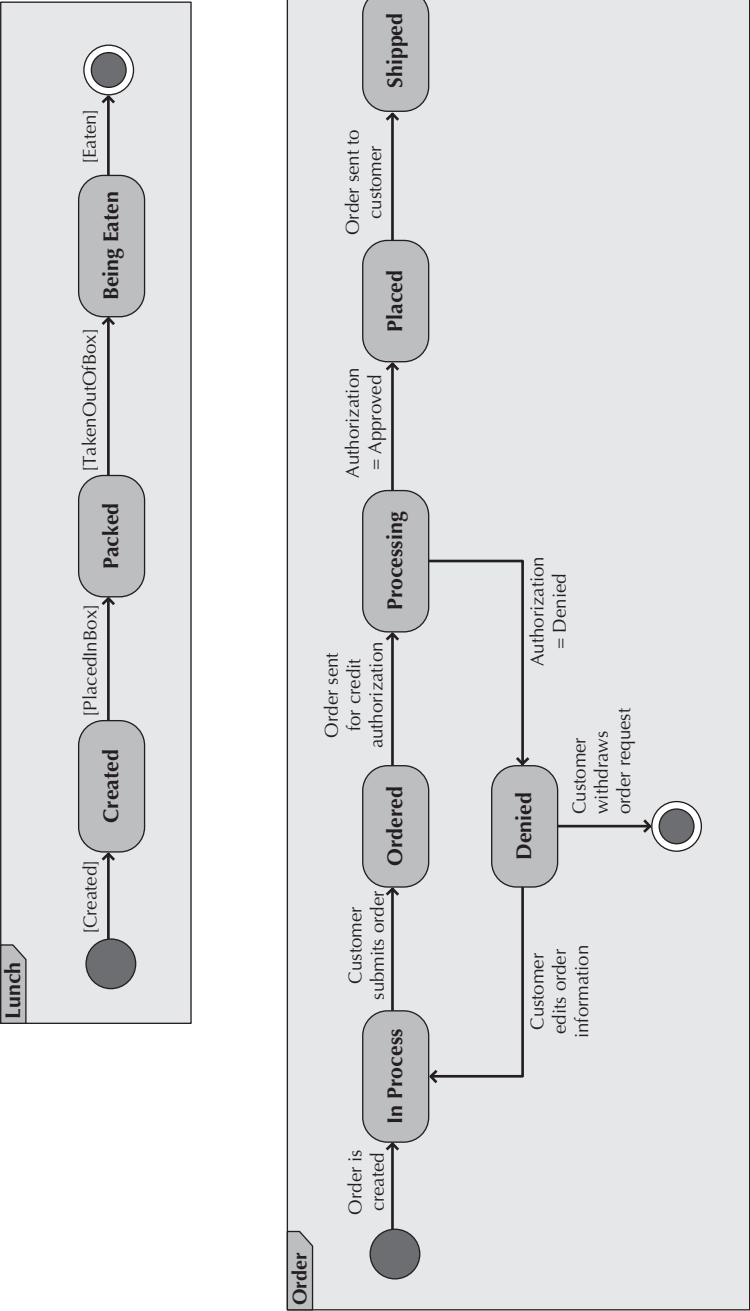 Lunch
[Created]
Created
[PlacedInBox]
Packed
[TakenOutOfBox]
Being Eaten
[Eaten]
Order
Order is
created
In Process
Customer
submits order
Ordered
Order sent
for credit
authorization
Processing
Authorization
= Approved
Placed
Order sent to
customer
Shipped
Authorization
= Denied
Denied
Customer
withdraws
order request
Customer
edits order
information